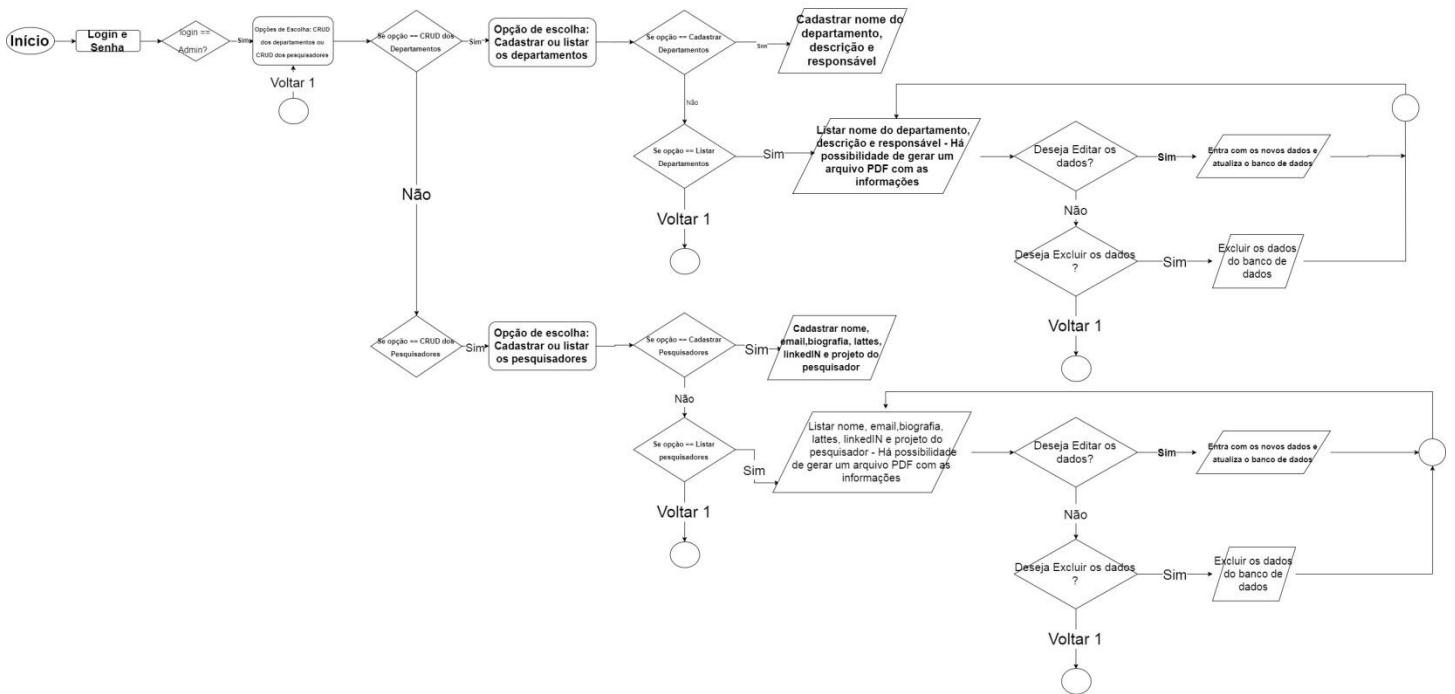 Início
Login e
Senha
login ==
Admin?
Sim
Opções de Escolha: CRUD
dos departamentos ou
CRUD dos pesquisadores
Voltar 1
Se opção == CRUD dos
Departamentos
Sim
Opção de escolha:
Cadastrar ou listar
os departamentos
Se opção == Cadastrar
Departamentos
Sim
Cadastrar nome do
departamento,
descrição e
responsável
Não
Se opção == Listar
Departamentos
Sim
Listar nome do departamento,
descrição e responsável - Há
possibilidade de gerar um
arquivo PDF com as
informações
Deseja Editar os
dados?
Sim
Entra com os novos dados e
atualiza o banco de dados
Não
Voltar 1
Não
Deseja Excluir os dados
?
Sim
Excluir os dados
do banco de
dados
Voltar 1
Se opção == CRUD dos
Pesquisadores
Sim
Opção de escolha:
Cadastrar ou listar
os pesquisadores
Se opção == Cadastrar
Pesquisadores
Sim
Cadastrar nome,
email,biografia, lattes,
linkedIN e projeto do
pesquisador
Não
Se opção == Listar
pesquisadores
Sim
Listar nome, email,biografia,
lattes, linkedIN e projeto do
pesquisador - Há possibilidade
de gerar um arquivo PDF com as
informações
Deseja Editar os
dados?
Sim
Entra com os novos dados e
atualiza o banco de dados
Voltar 1
Não
Deseja Excluir os dados
?
Sim
Excluir os dados
do banco de
dados
Voltar 1